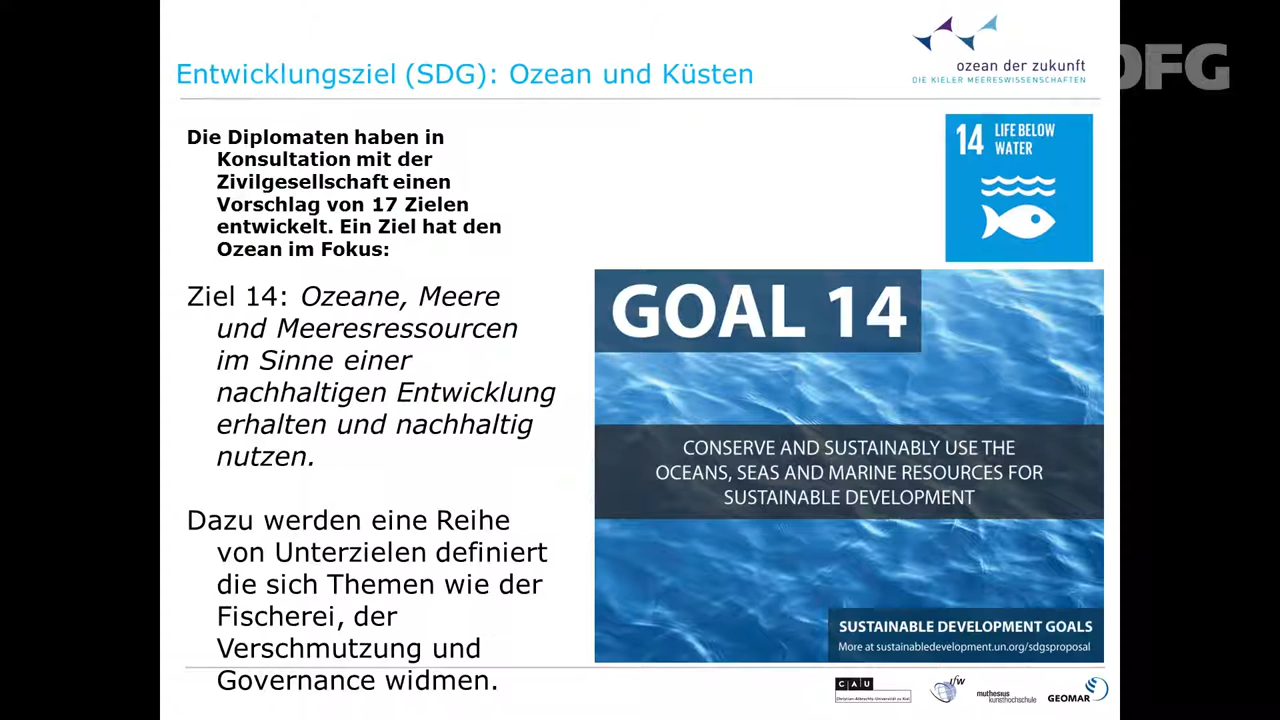 ozean der zukunft
DIE KIELER MEERESWISSENSCHAFTEN
DFG
Entwicklungsziel (SDG): Ozean und Küsten
Die Diplomaten haben in
Konsultation mit der
Zivilgesellschaft einen
Vorschlag von 17 Zielen
entwickelt. Ein Ziel hat den
Ozean im Fokus:
Ziel 14: Ozeane, Meere
und Meeresressourcen
im Sinne einer
nachhaltigen Entwicklung
erhalten und nachhaltig
nutzen.
Dazu werden eine Reihe
von Unterzielen definiert
die sich Themen wie der
Fischerei, der
Verschmutzung und
Governance widmen.
14 LIFE BELOW
WATER
GOAL 14
CONSERVE AND SUSTAINABLY USE THE
OCEANS, SEAS AND MARINE RESOURCES FOR
SUSTAINABLE DEVELOPMENT
SUSTAINABLE DEVELOPMENT GOALS
More at sustainabledevelopment.un.org/sdgsproposal
CAU
Christian-Albrechts-Universität zu Kiel
ifw
muthesius
kunsthochschule
GEOMAR